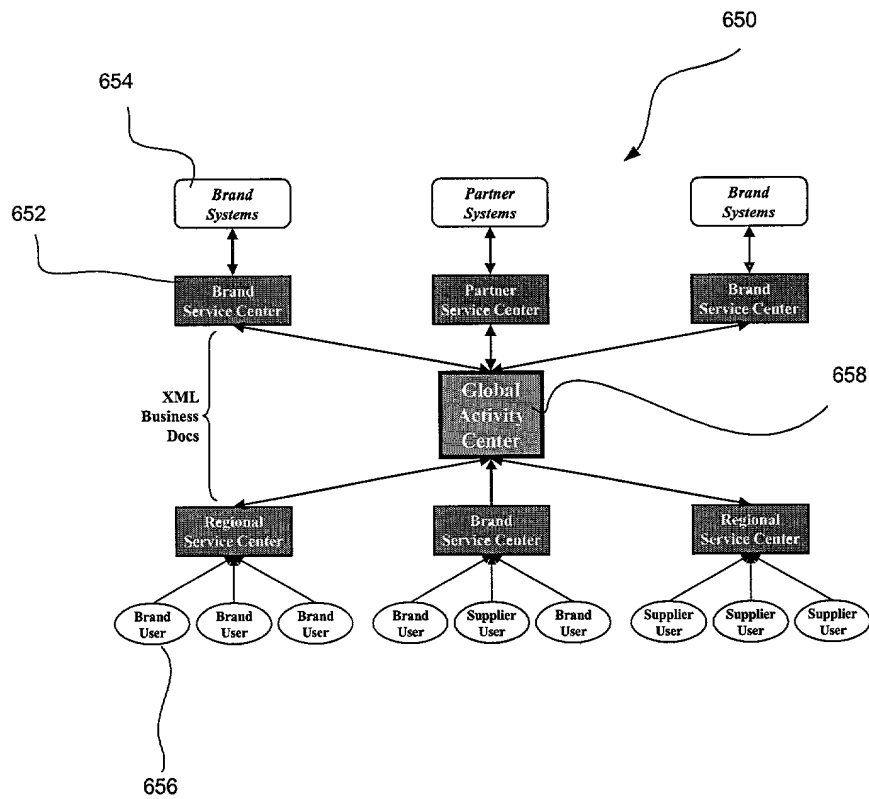 650
654
Brand
Systems
Partner
Systems
Brand
Systems
652
Brand
Service Center
Partner
Service Center
Brand
Service Center
658
XML
Business
Docs
Global
Activity
Center
Regional
Service Center
Brand
Service Center
Regional
Service Center
Brand
User
Brand
User
Brand
User
Brand
User
Supplier
User
Brand
User
Supplier
User
Supplier
User
Supplier
User
656